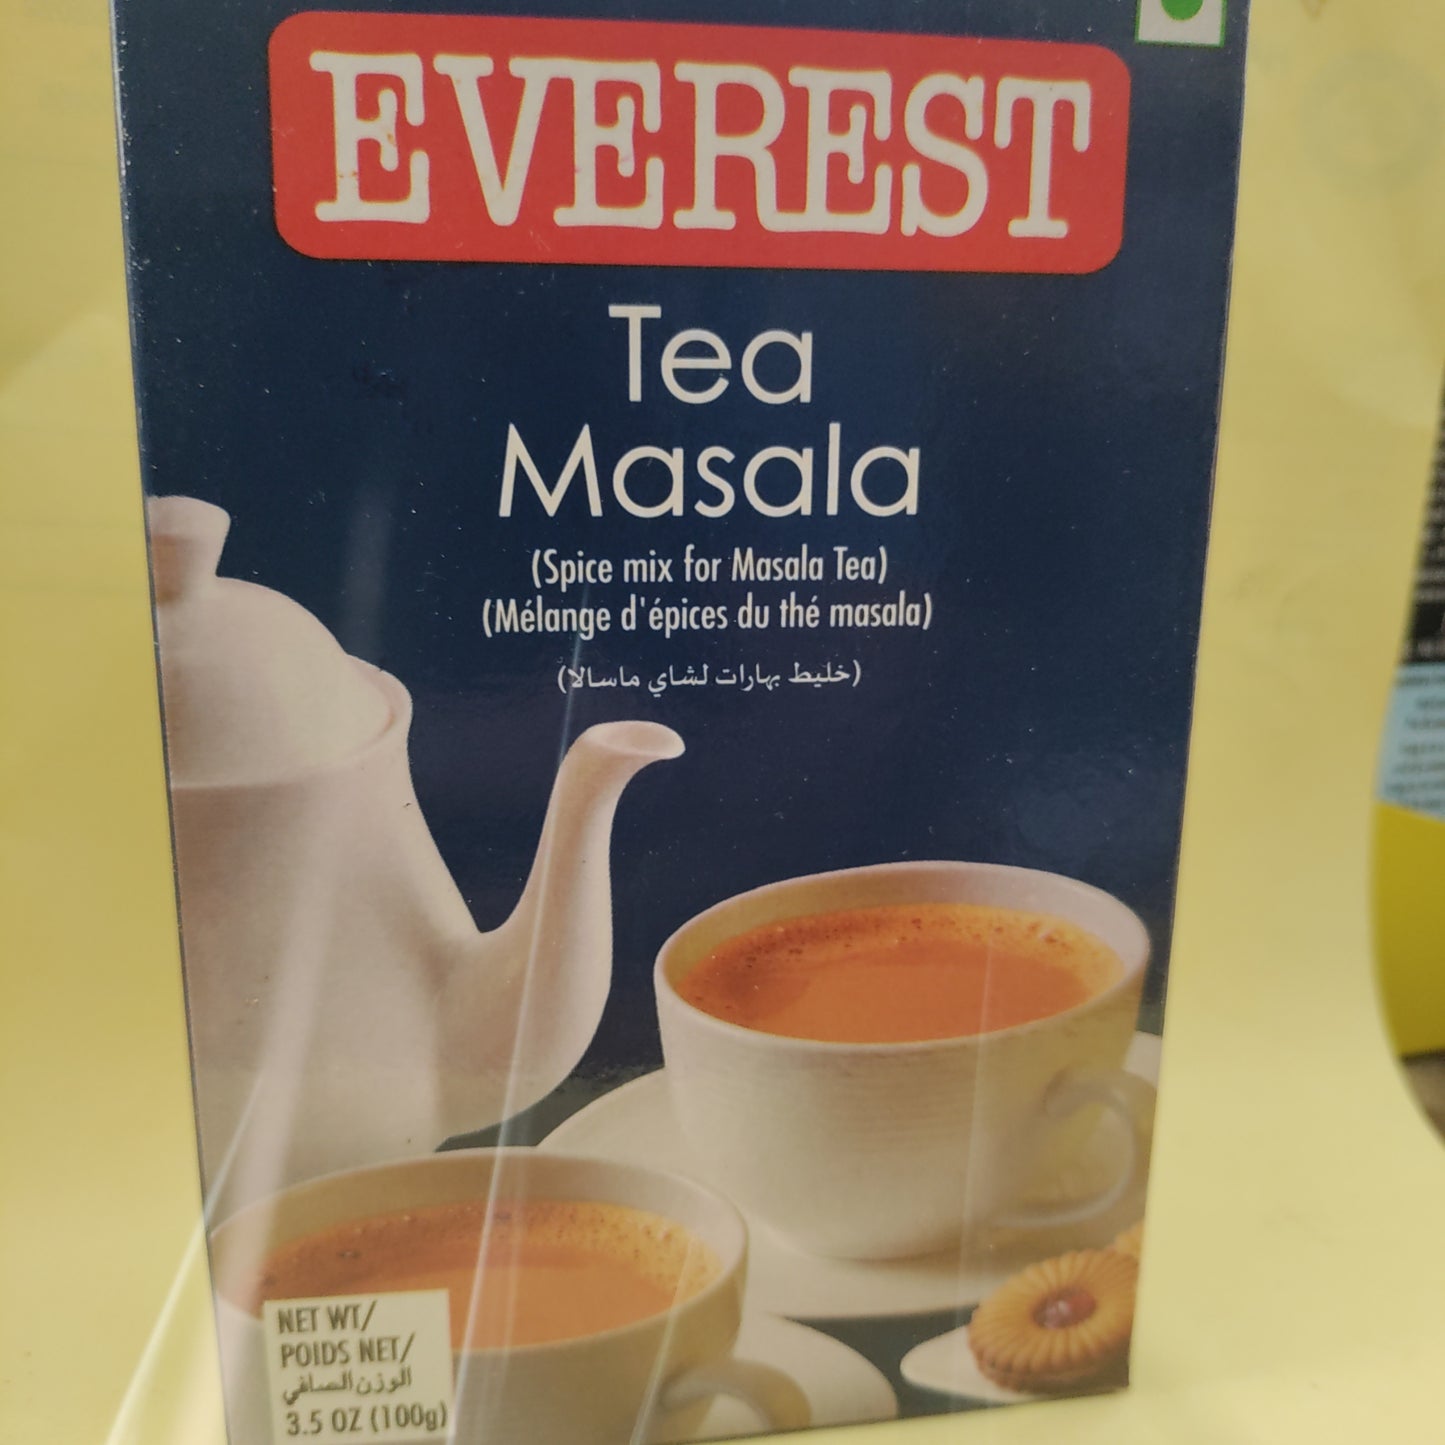 EVEREST
Tea
Masala
(Spice mix for Masala Tea)
(Mélange d'épices du thé masala)
(خليط بهارات لشاي ماسالا)
NET WT/
POIDS NET/
الوزن الصافي
3.5 OZ (100g)